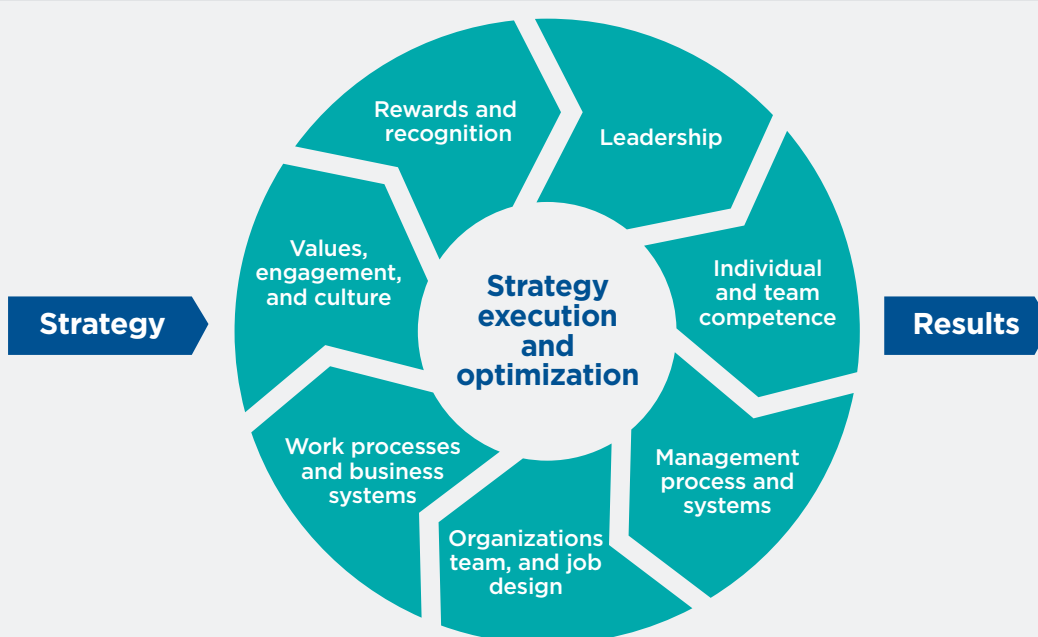 Rewards and
recognition
Leadership
Values,
engagement,
and culture
Individual
and team
competence
Strategy
Strategy
execution
and
optimization
Results
Work processes
and business
systems
Management
process and
systems
Organizations
team, and job
design